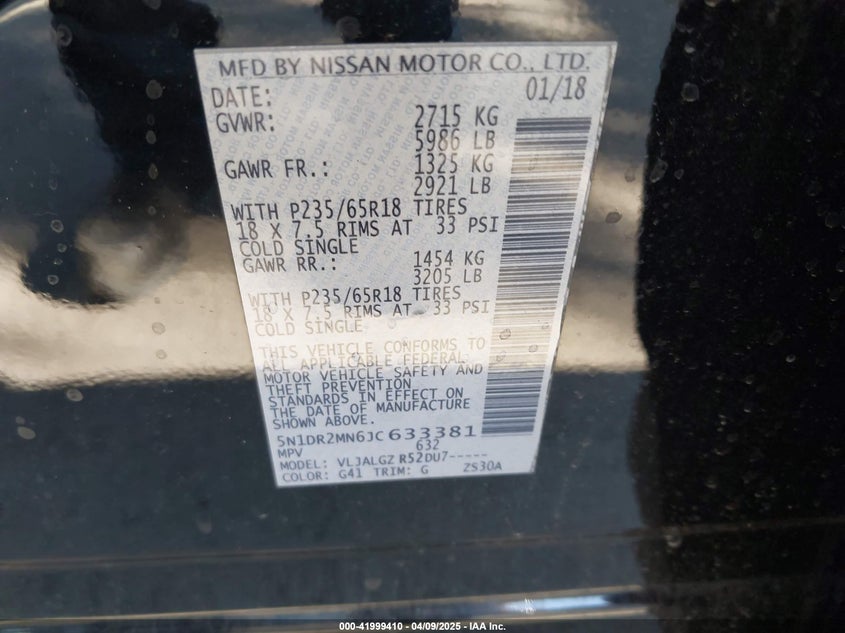 MFD BY NISSAN MOTOR CO., LTD.
DATE: 01/18
GVWR: 2715 KG
5986 LB
GAWR FR.: 1325 KG
2921 LB
WITH P235/65R18 TIRES
18 X 7.5 RIMS AT 33 PSI
COLD SINGLE
GAWR RR.: 1454 KG
3205 LB
WITH P235/65R18 TIRES
18 X 7.5 RIMS AT 33 PSI
COLD SINGLE
THIS VEHICLE CONFORMS TO
ALL APPLICABLE FEDERAL
MOTOR VEHICLE SAFETY AND
THEFT PREVENTION
STANDARDS IN EFFECT ON
THE DATE OF MANUFACTURE
SHOWN ABOVE.
5N1DR2MN6JC633381
MPV 632
MODEL: VLJALGZ R52DU7-----
COLOR: G41 TRIM: G ZS30A
000-41999410 - 04/09/2025 - IAA Inc.